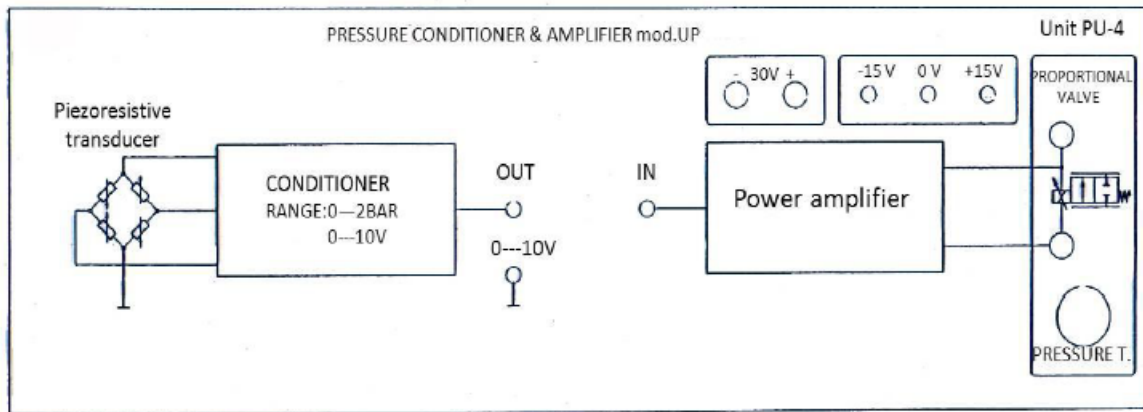 PRESSURE CONDITIONER & AMPLIFIER mod.UP
Unit PU-4
- 30V +
-15 V 0 V +15V
PROPORTIONAL
VALVE
Piezoresistive
transducer
CONDITIONER
RANGE:0—2BAR
0---10V
OUT
0---10V
IN
Power amplifier
PRESSURE T.